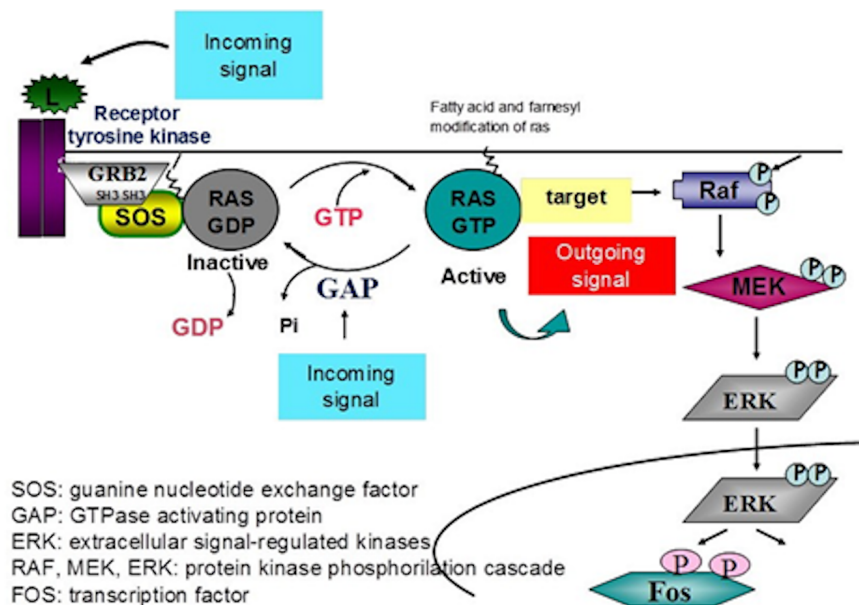 Incoming
signal
L
Receptor
tyrosine kinase
Fatty acid and farnesyl
modification of ras
GRB2
SH3 SH3
SOS
RAS
GDP
Inactive
GTP
RAS
GTP
Active
target
Raf
P
P
Outgoing
signal
MEK
P P
GAP
GDP
Pi
Incoming
signal
ERK
P P
ERK
P P
P P
Fos
SOS: guanine nucleotide exchange factor
GAP: GTPase activating protein
ERK: extracellular signal-regulated kinases
RAF, MEK, ERK: protein kinase phosphorilation cascade
FOS: transcription factor